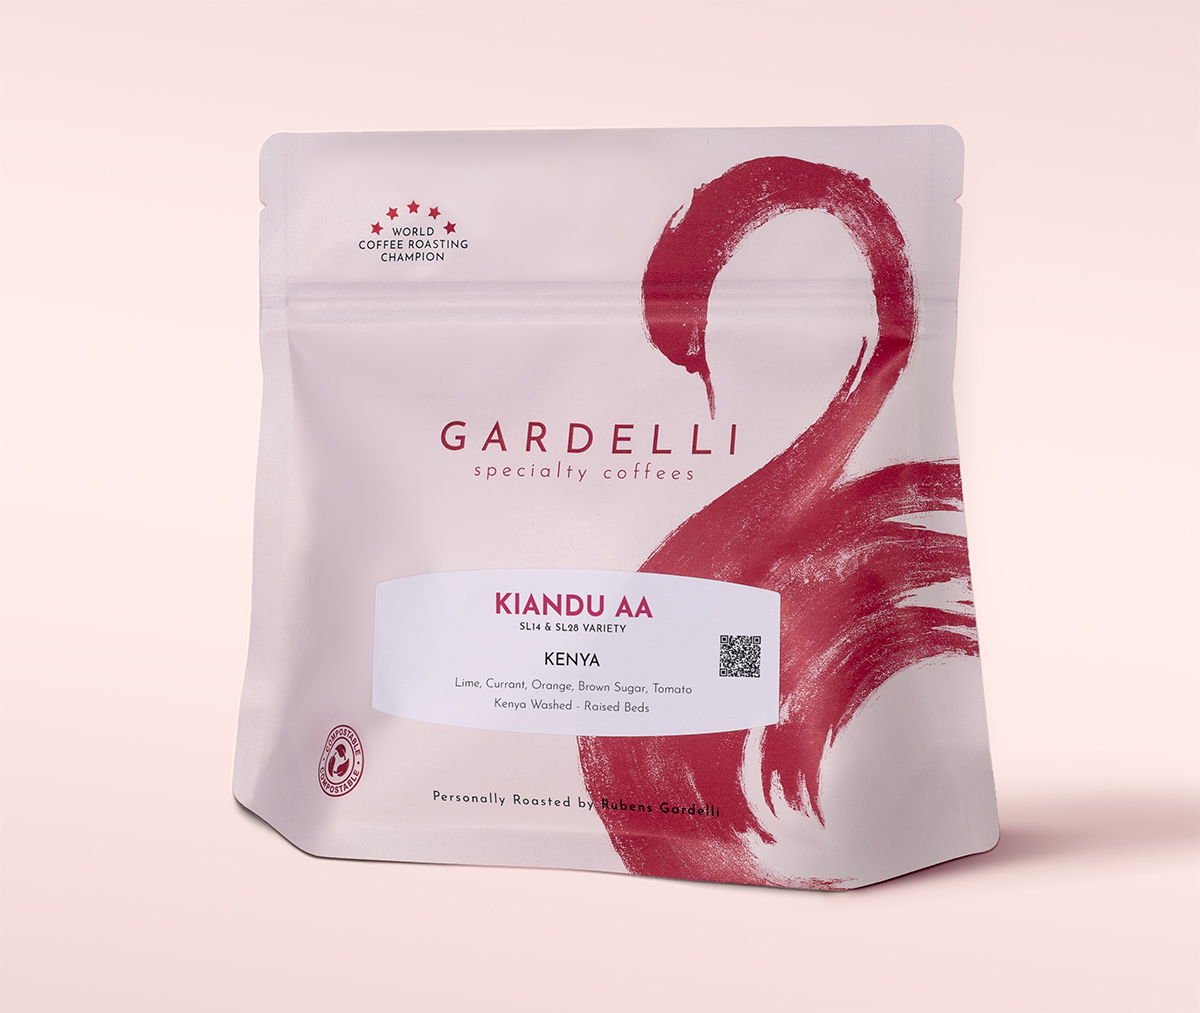 WORLD
COFFEE ROASTING
CHAMPION
GARDELLI
specialty coffees
KIANDU AA
SL14 & SL28 VARIETY
KENYA
Lime, Currant, Orange, Brown Sugar, Tomato
Kenya Washed - Raised Beds
COMPOSTABLE
COMPOSTABLE
Personally Roasted by Rubens Gardelli